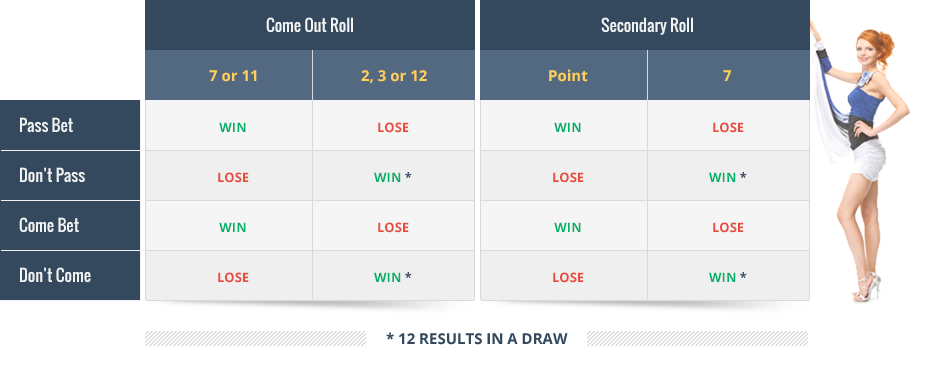 Come Out Roll Secondary Roll
7 or 11 2, 3 or 12 Point 7
Pass Bet WIN LOSE WIN LOSE
Don't Pass LOSE WIN * LOSE WIN *
Come Bet WIN LOSE WIN LOSE
Don't Come LOSE WIN * LOSE WIN *
* 12 RESULTS IN A DRAW